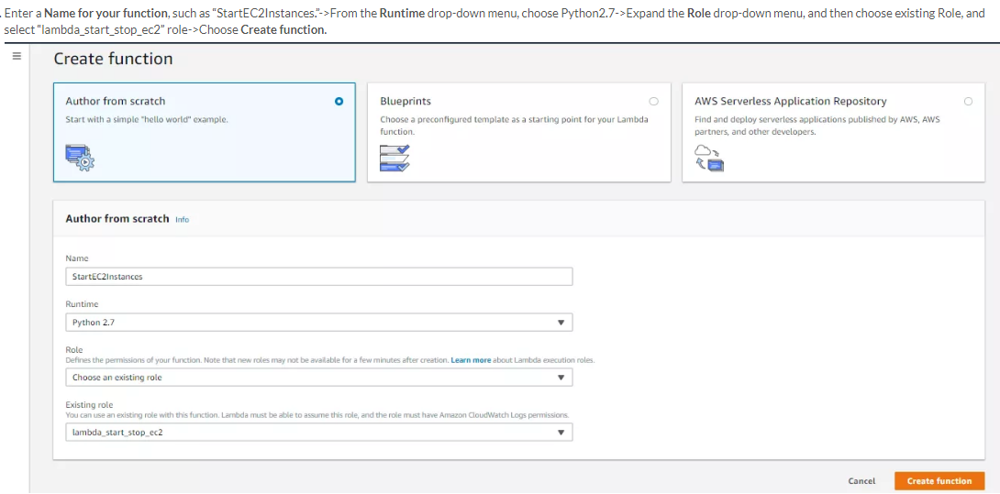 . Enter a Name for your function, such as “StartEC2Instances.”->From the Runtime drop-down menu, choose Python2.7->Expand the Role drop-down menu, and then choose existing Role, and
select “lambda_start_stop_ec2” role->Choose Create function.
Create function
Author from scratch
Start with a simple "hello world" example.
Blueprints
Choose a preconfigured template as a starting point for your Lambda
function.
AWS Serverless Application Repository
Find and deploy serverless applications published by AWS, AWS
partners, and other developers.
Author from scratch Info
Name
StartEC2Instances
Runtime
Python 2.7
Role
Defines the permissions of your function. Note that new roles may not be available for a few minutes after creation. Learn more about Lambda execution roles.
Choose an existing role
Existing role
You can use an existing role with this function. Lambda must be able to assume this role, and the role must have Amazon CloudWatch Logs permissions.
lambda_start_stop_ec2
Cancel Create function